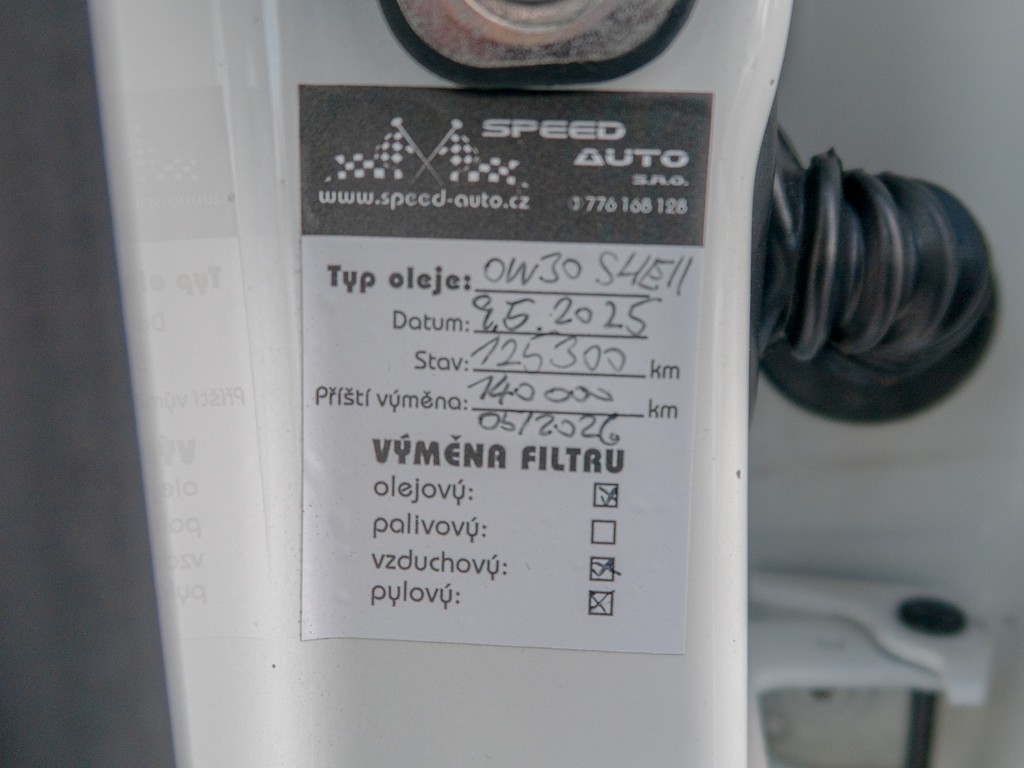 SPEED
AUTO
S.R.O.
www.speed-auto.cz 776 168 128
Typ oleje: 0W30 SHEll
Datum: 9.5.2025
Stav: 125300 km
Příští výměna: 140 000 km
05/2026
VÝMĚNA FILTRU
olejový:
palivový:
vzduchový:
pylový: